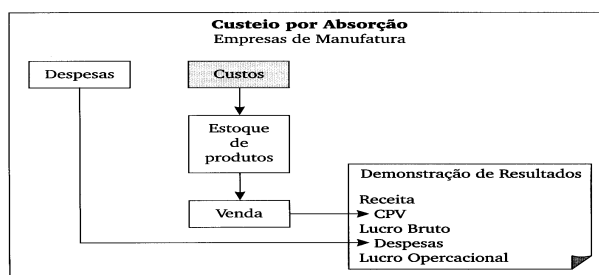 Custeio por Absorção
Empresas de Manufatura
Despesas
Custos
Estoque
de
produtos
Venda
Demonstração de Resultados
Receita
CPV
Lucro Bruto
Despesas
Lucro Opercacional